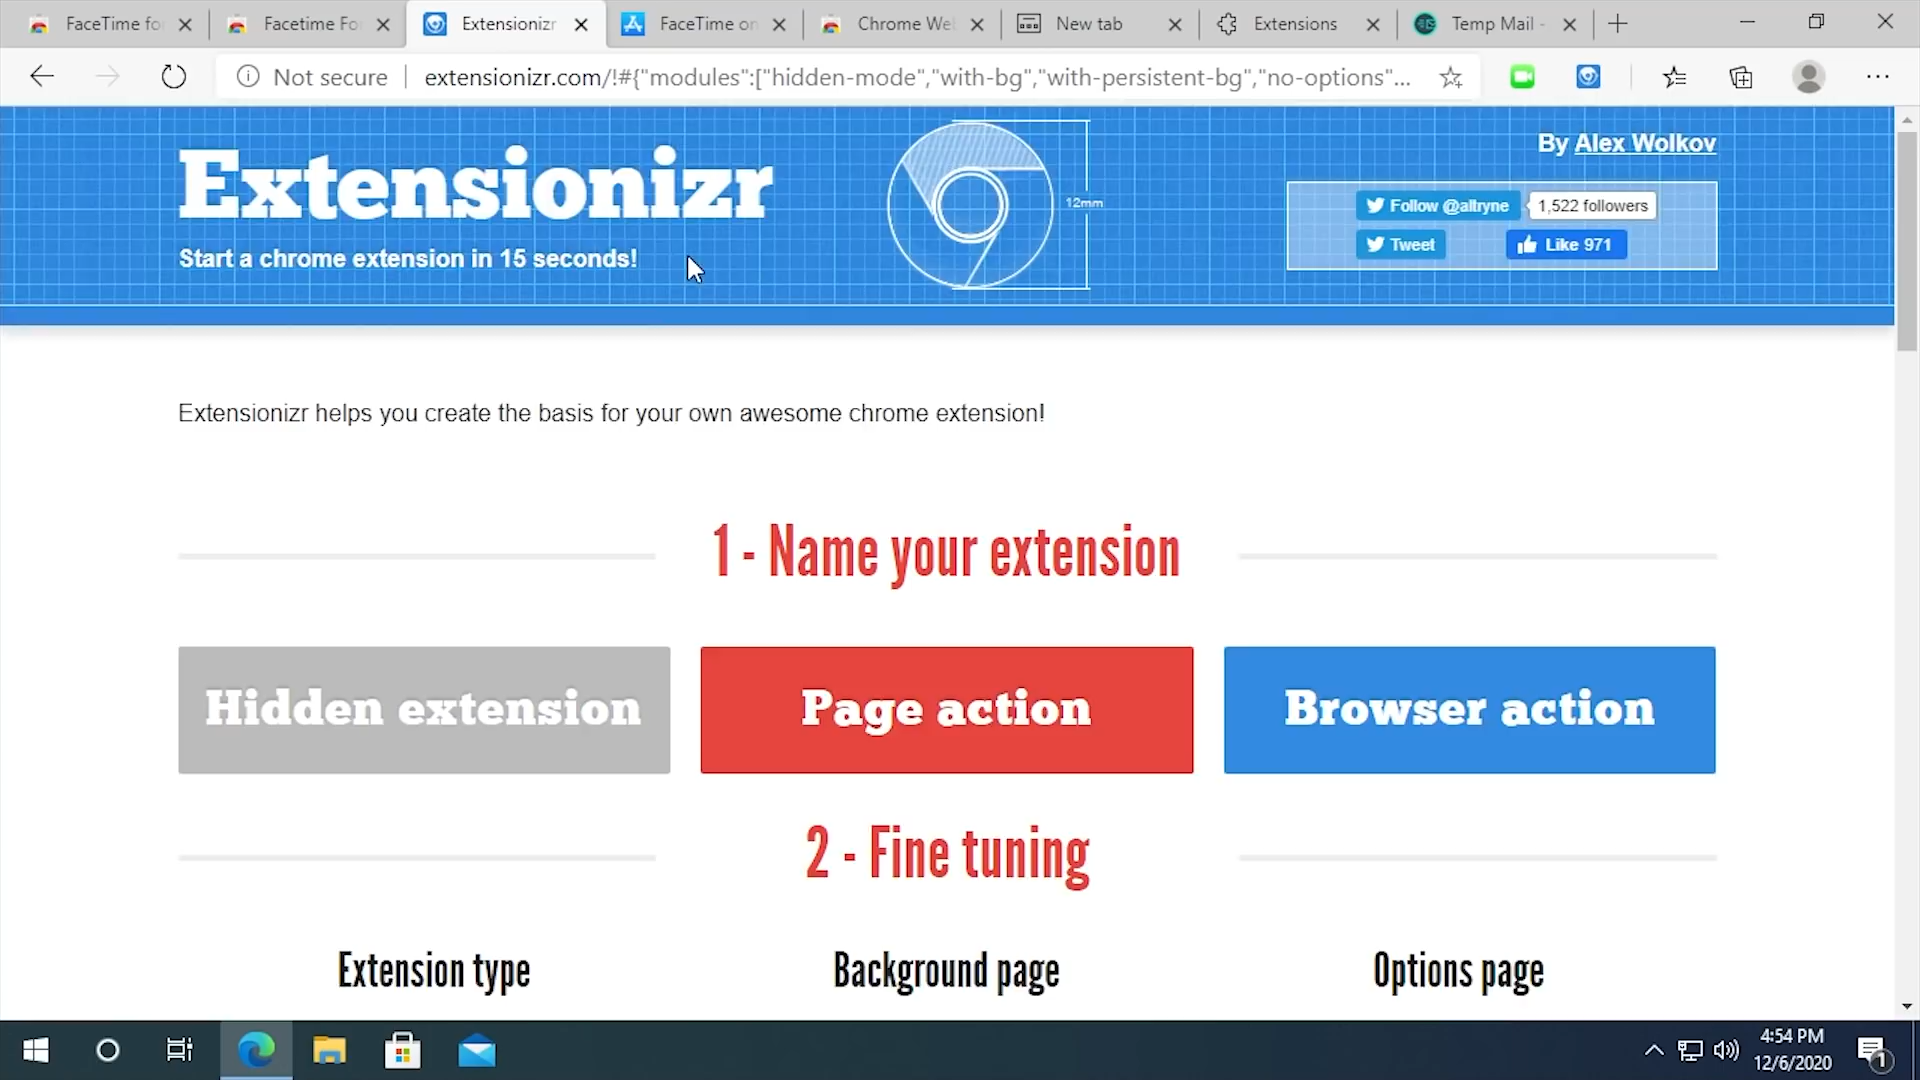 FaceTime fo
Facetime Fo
Extensionizr
FaceTime on
Chrome Web
New tab
Extensions
Temp Mail -
Not secure
extensionizr.com/!#{"modules":["hidden-mode","with-bg","with-persistent-bg","no-options"...
Extensionizr
Start a chrome extension in 15 seconds!
12mm
By Alex Wolkov
Follow @altryne
1,522 followers
Tweet
Like 971
Extensionizr helps you create the basis for your own awesome chrome extension!
1 - Name your extension
Hidden extension
Page action
Browser action
2 - Fine tuning
Extension type
Background page
Options page
4:54 PM
12/6/2020
1